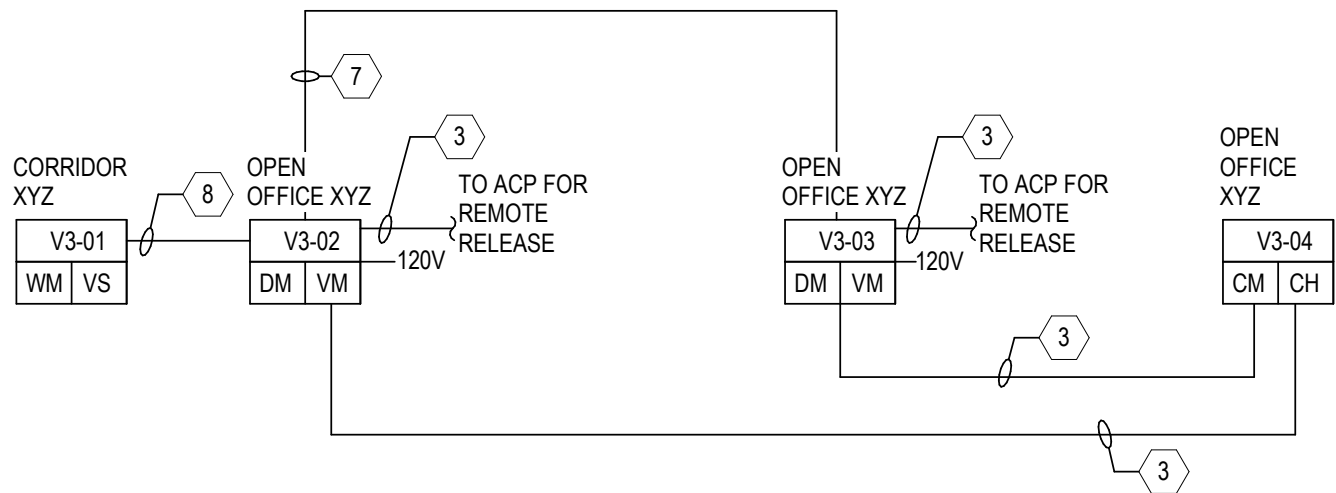 7
3
3
OPEN
OFFICE
XYZ
CORRIDOR
XYZ
8
OPEN
OFFICE XYZ
TO ACP FOR
REMOTE
RELEASE
OPEN
OFFICE XYZ
TO ACP FOR
REMOTE
RELEASE
V3-01
WM VS
V3-02
120V
DM VM
V3-03
120V
DM VM
V3-04
CM CH
3
3